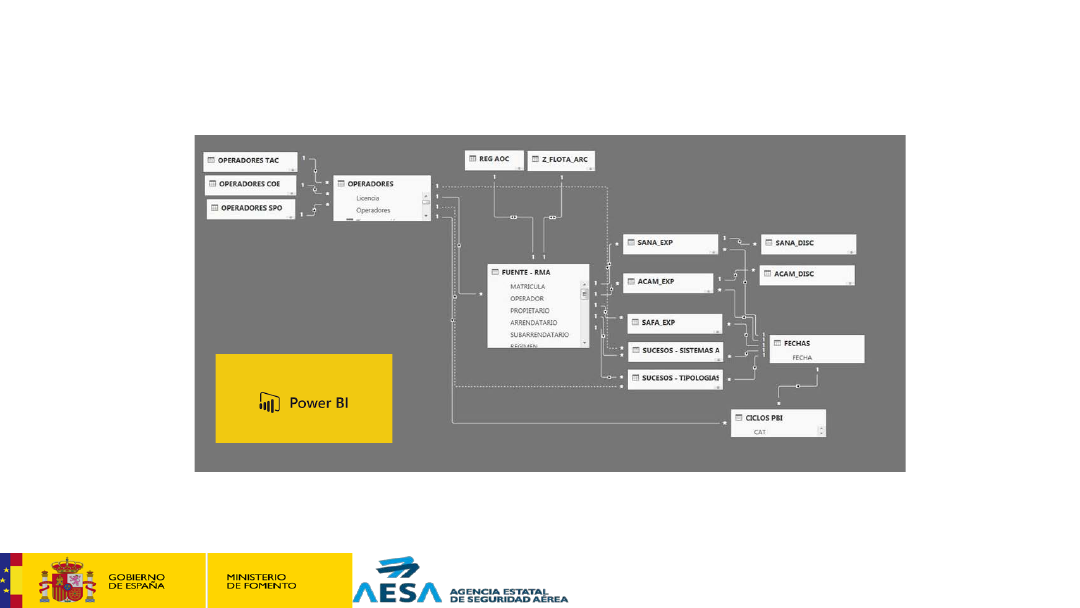 OPERADORES TAC
OPERADORES COE
OPERADORES SPO
OPERADORES
Licencia
Operadores
REG AOC
Z_FLOTA_ARC
FUENTE - RMA
MATRICULA
OPERADOR
PROPIETARIO
ARRENDATARIO
SUBARRENDATARIO
REGIMEN
SANA_EXP
SANA_DISC
ACAM_EXP
ACAM_DISC
SAFA_EXP
SUCESOS - SISTEMAS A
SUCESOS - TIPOLOGIAS
FECHAS
FECHA
CICLOS PBI
CAT
Power BI
GOBIERNO
DE ESPAÑA
MINISTERIO
DE FOMENTO
AESA
AGENCIA ESTATAL
DE SEGURIDAD AÉREA